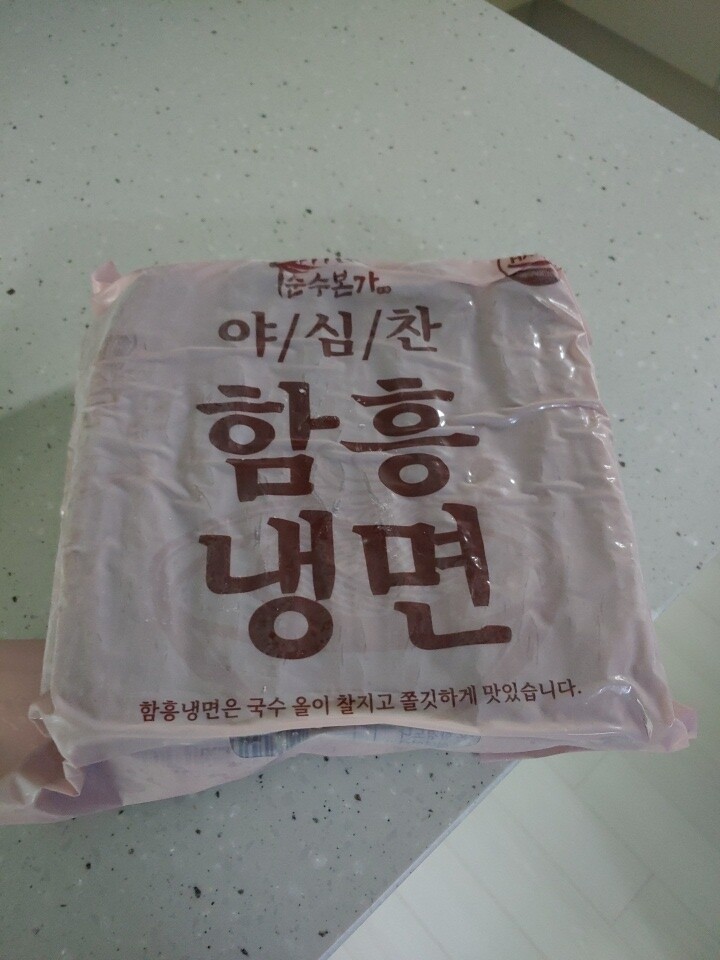 순수본가
야/심/찬
함흥
냉면
함흥냉면은 국수 올이 찰지고 쫄깃하게 맛있습니다.